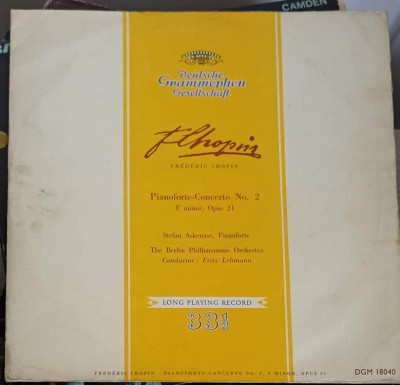 CAMDEN
Deutsche
Grammophon
Gesellschaft
FChopin
FRÉDÉRIC CHOPIN
Pianoforte-Concerto No. 2
F minor, Opus 21
Stefan Askenase, Pianoforte
The Berlin Philharmonic Orchestra
Conductor: Fritz Lehmann
LONG PLAYING RECORD
33⅓
FRÉDÉRIC CHOPIN · PIANOFORTE-CONCERTO NO. 2, F MINOR, OPUS 21
DGM 18040